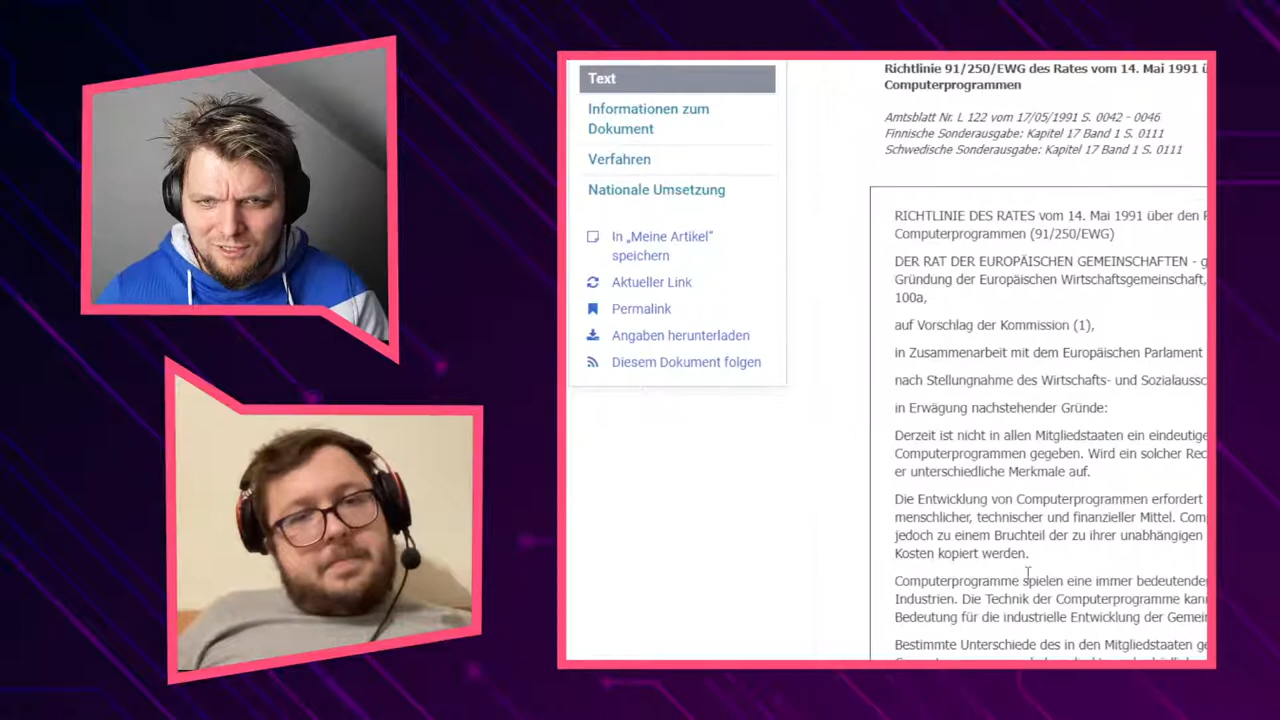 Text
Informationen zum
Dokument
Verfahren
Nationale Umsetzung
In „Meine Artikel"
speichern
Aktueller Link
Permalink
Angaben herunterladen
Diesem Dokument folgen
Richtlinie 91/250/EWG des Rates vom 14. Mai 1991
Computerprogrammen
Amtsblatt Nr. L 122 vom 17/05/1991 S. 0042 - 0046
Finnische Sonderausgabe: Kapitel 17 Band 1 S. 0111
Schwedische Sonderausgabe: Kapitel 17 Band 1 S. 0111
RICHTLINIE DES RATES vom 14. Mai 1991 über den
Computerprogrammen (91/250/EWG)
DER RAT DER EUROPÄISCHEN GEMEINSCHAFTEN -
Gründung der Europäischen Wirtschaftsgemeinschaft,
100a,
auf Vorschlag der Kommission (1),
in Zusammenarbeit mit dem Europäischen Parlament
nach Stellungnahme des Wirtschafts- und Sozialaussc
in Erwägung nachstehender Gründe:
Derzeit ist nicht in allen Mitgliedstaaten ein eindeutige
Computerprogrammen gegeben. Wird ein solcher Rec
er unterschiedliche Merkmale auf.
Die Entwicklung von Computerprogrammen erfordert
menschlicher, technischer und finanzieller Mittel. Com
jedoch zu einem Bruchteil der zu ihrer unabhängigen
Kosten kopiert werden.
Computerprogramme spielen eine immer bedeutende
Industrien. Die Technik der Computerprogramme kan
Bedeutung für die industrielle Entwicklung der Gemei
Bestimmte Unterschiede des in den Mitgliedstaaten ge